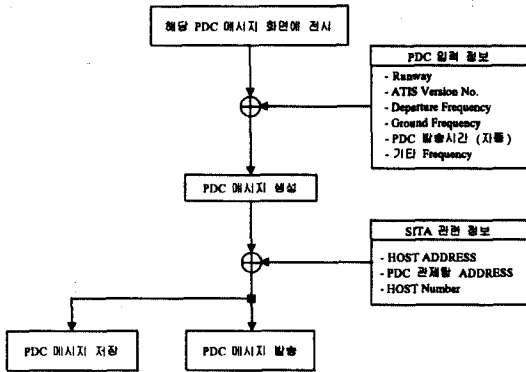 해당 PDC 메시지 화면에 전시
PDC 입력 정보
- Runway
- ATIS Version No.
- Departure Frequency
- Ground Frequency
- PDC 발송시간 (자동)
- 기타 Frequency
PDC 메시지 생성
SITA 관련 정보
- HOST ADDRESS
- PDC 관제탑 ADDRESS
- HOST Number
PDC 메시지 저장
PDC 메시지 발송